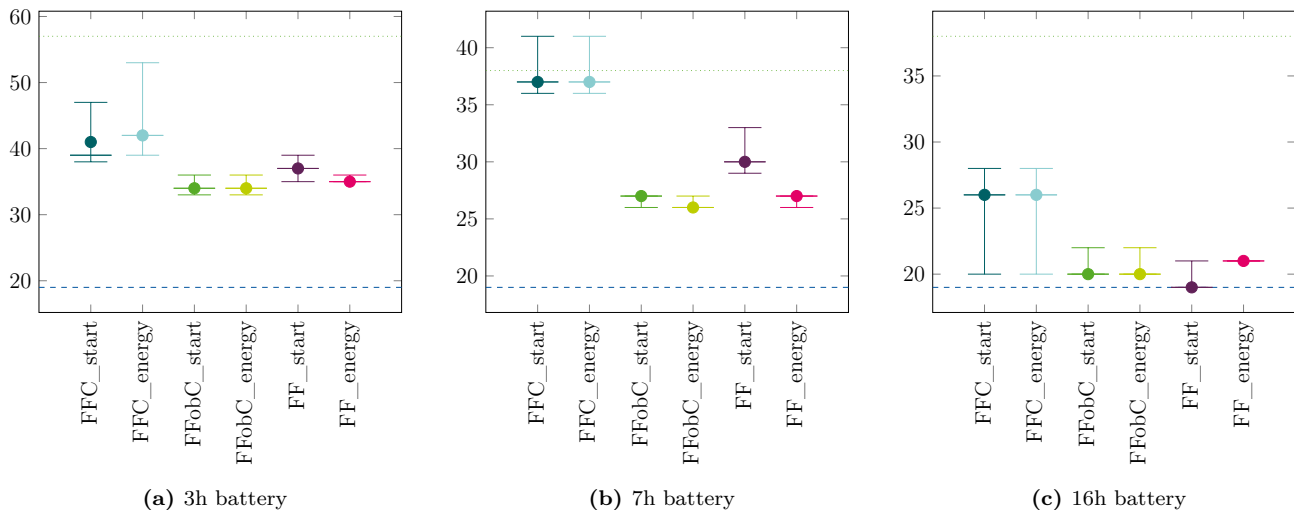 60
50
40
30
20
FFC_start
FFC_energy
FFobC_start
FFobC_energy
FF_start
FF_energy
(a) 3h battery
40
35
30
25
20
FFC_start
FFC_energy
FFobC_start
FFobC_energy
FF_start
FF_energy
(b) 7h battery
35
30
25
20
FFC_start
FFC_energy
FFobC_start
FFobC_energy
FF_start
FF_energy
(c) 16h battery